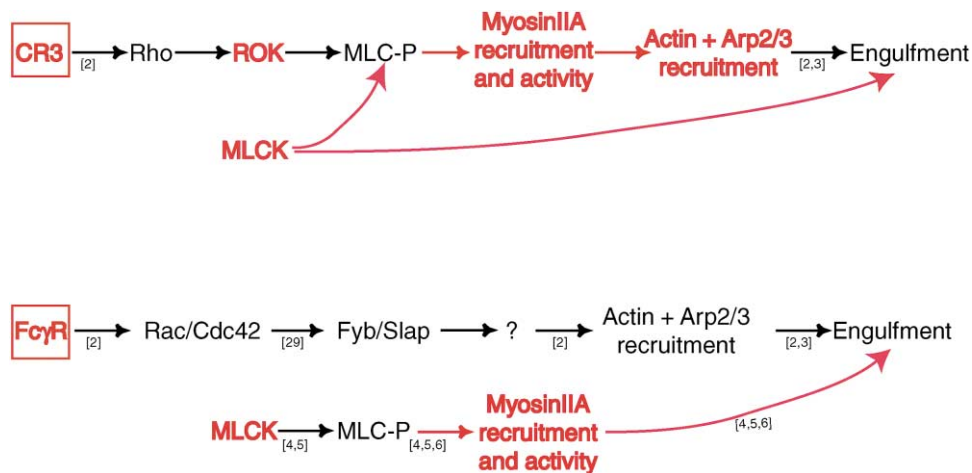 CR3 [2] Rho ROK MLC-P MyosinIIA recruitment and activity Actin + Arp2/3 recruitment [2,3] Engulfment
MLCK
FcγR [2] Rac/Cdc42 [29] Fyb/Slap ? [2] Actin + Arp2/3 recruitment [2,3] Engulfment
MLCK [4,5] MLC-P [4,5,6] MyosinIIA recruitment and activity [4,5,6]